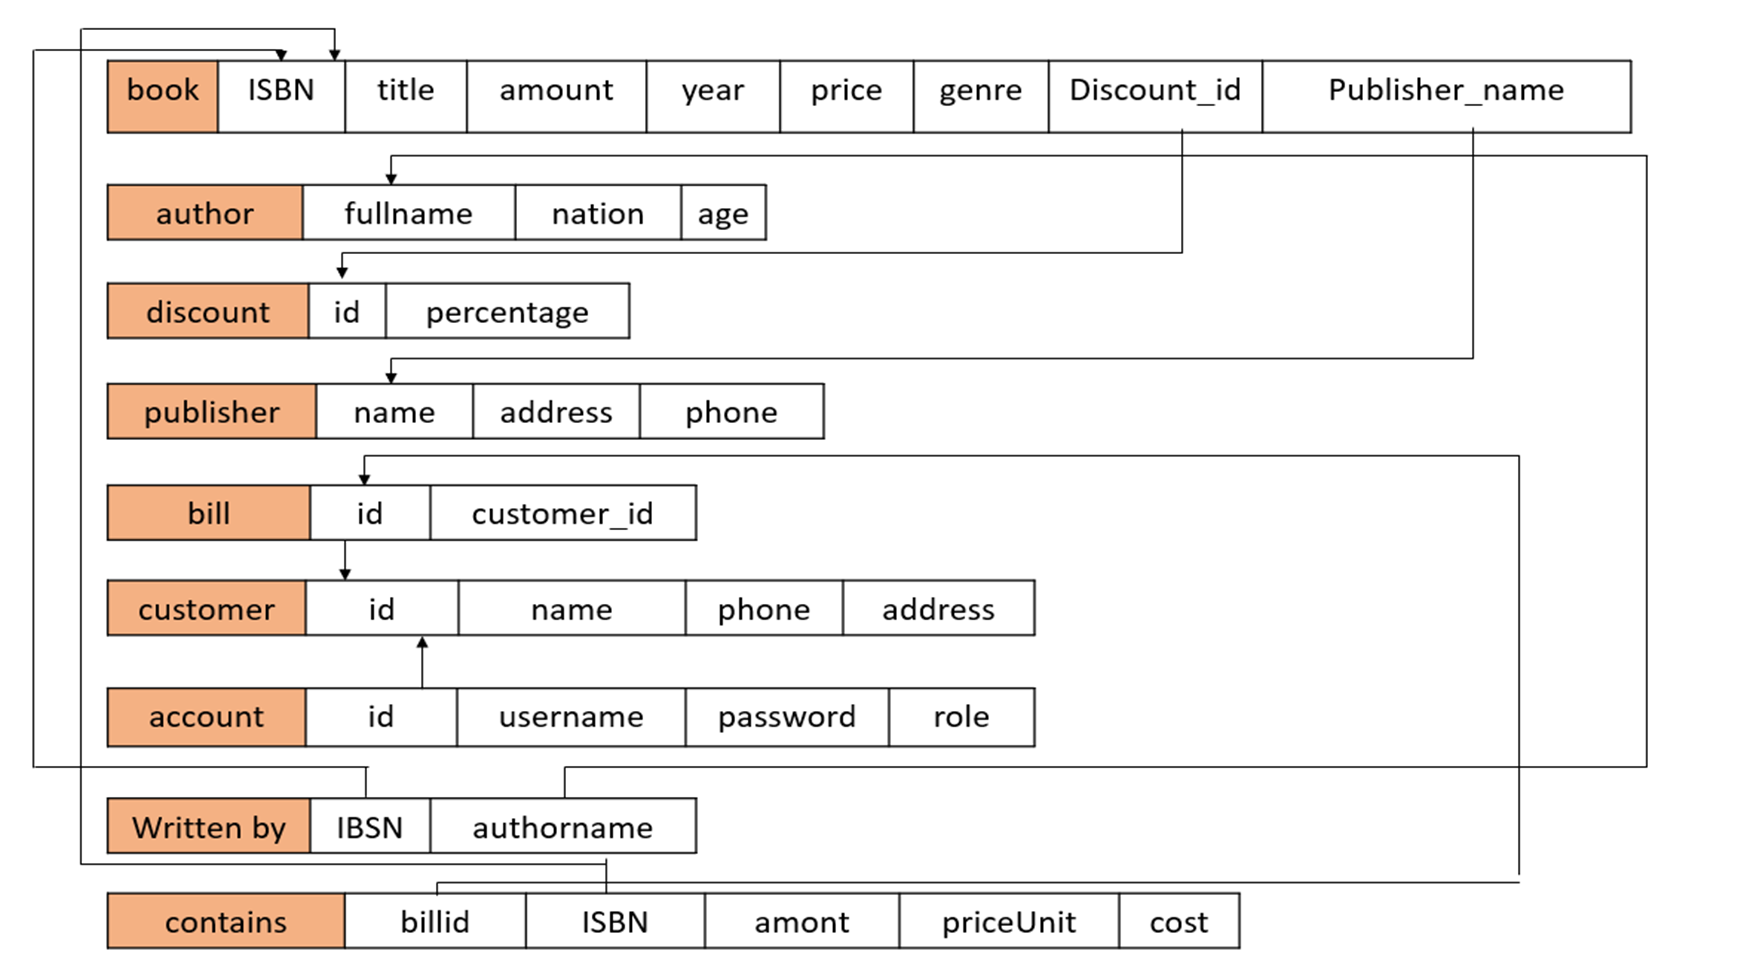 book ISBN title amount year price genre Discount_id Publisher_name
author fullname nation age
discount id percentage
publisher name address phone
bill id customer_id
customer id name phone address
account id username password role
Written by IBSN authorname
contains billid ISBN amont priceUnit cost